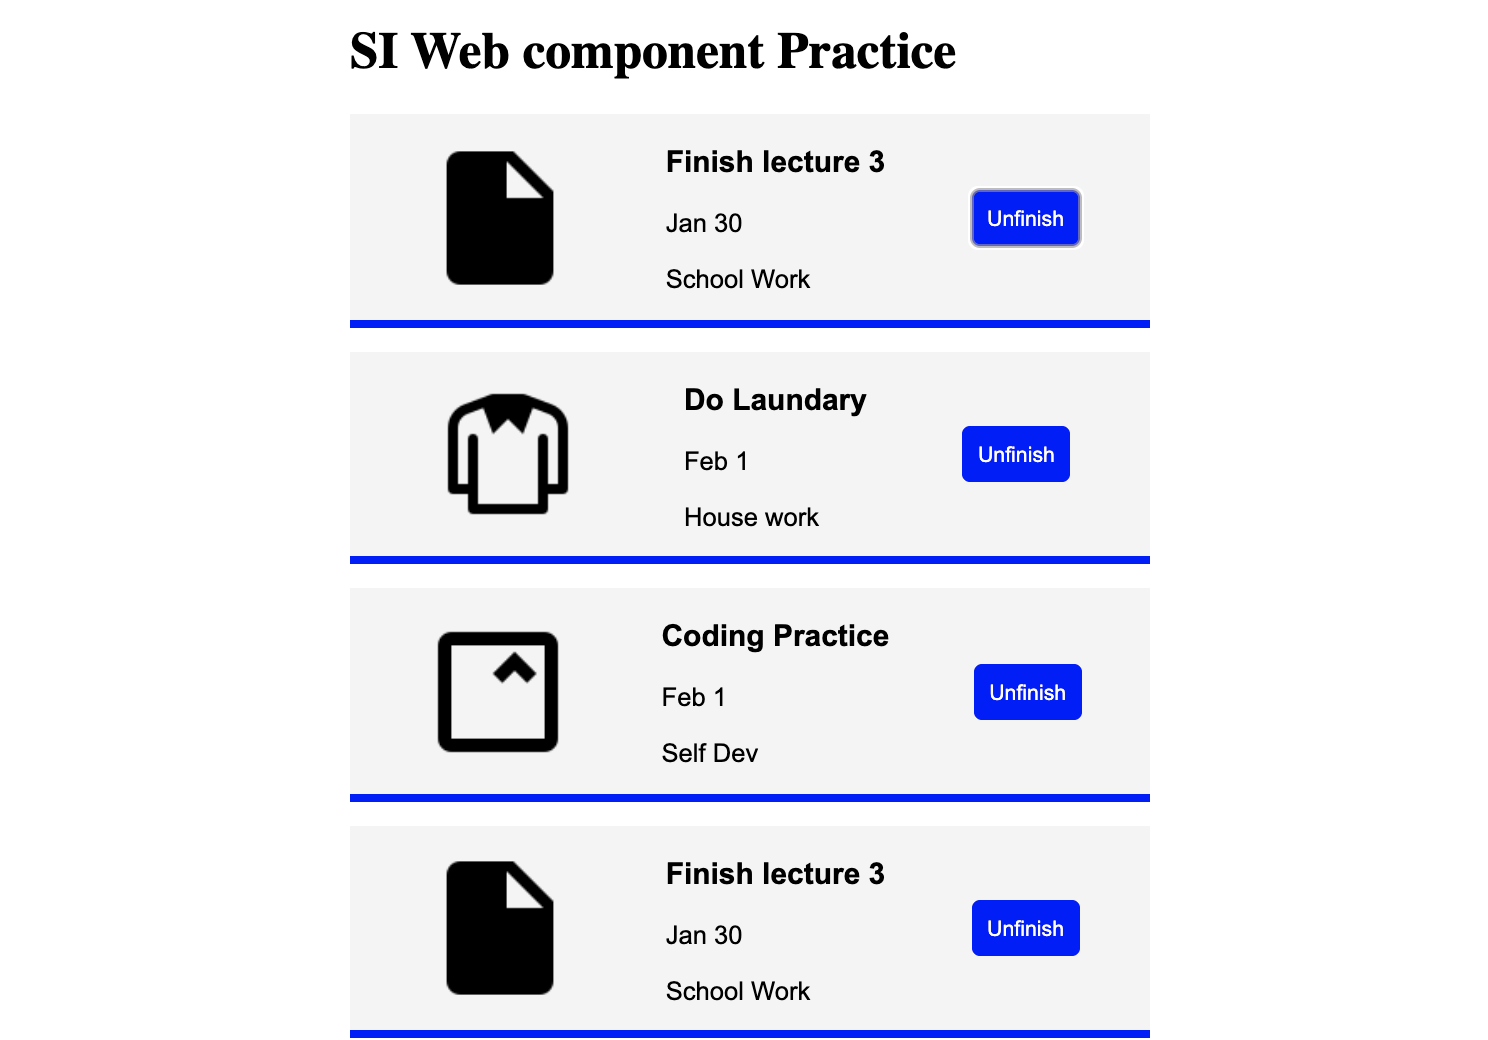 SI Web component Practice
Finish lecture 3
Jan 30
Unfinish
School Work
Do Laundary
Feb 1
Unfinish
House work
Coding Practice
Feb 1
Unfinish
Self Dev
Finish lecture 3
Jan 30
Unfinish
School Work